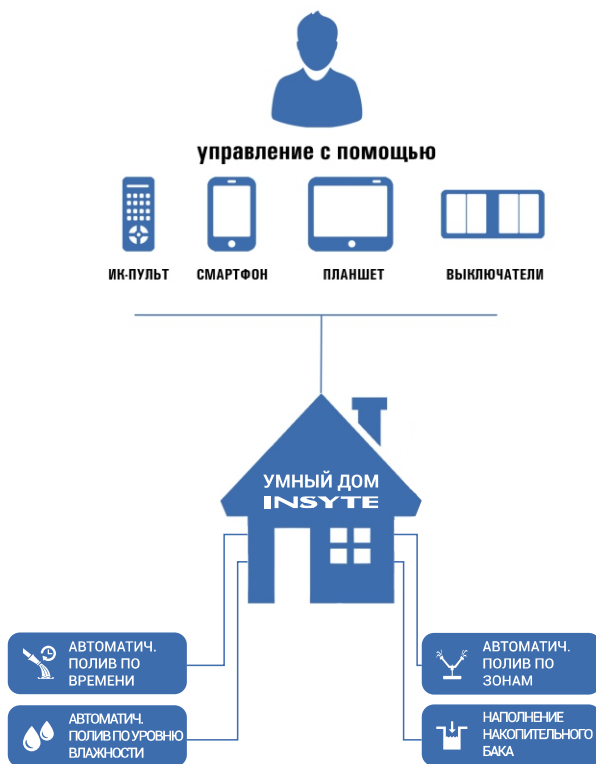 управление с помощью
ИК-ПУЛЬТ
СМАРТФОН
ПЛАНШЕТ
ВЫКЛЮЧАТЕЛИ
УМНЫЙ ДОМ
INSYTE
АВТОМАТИЧ.
ПОЛИВ ПО
ВРЕМЕНИ
АВТОМАТИЧ.
ПОЛИВ ПО
ЗОНАМ
АВТОМАТИЧ.
ПОЛИВ ПО УРОВНЮ
ВЛАЖНОСТИ
НАПОЛНЕНИЕ
НАКОПИТЕЛЬНОГО
БАКА